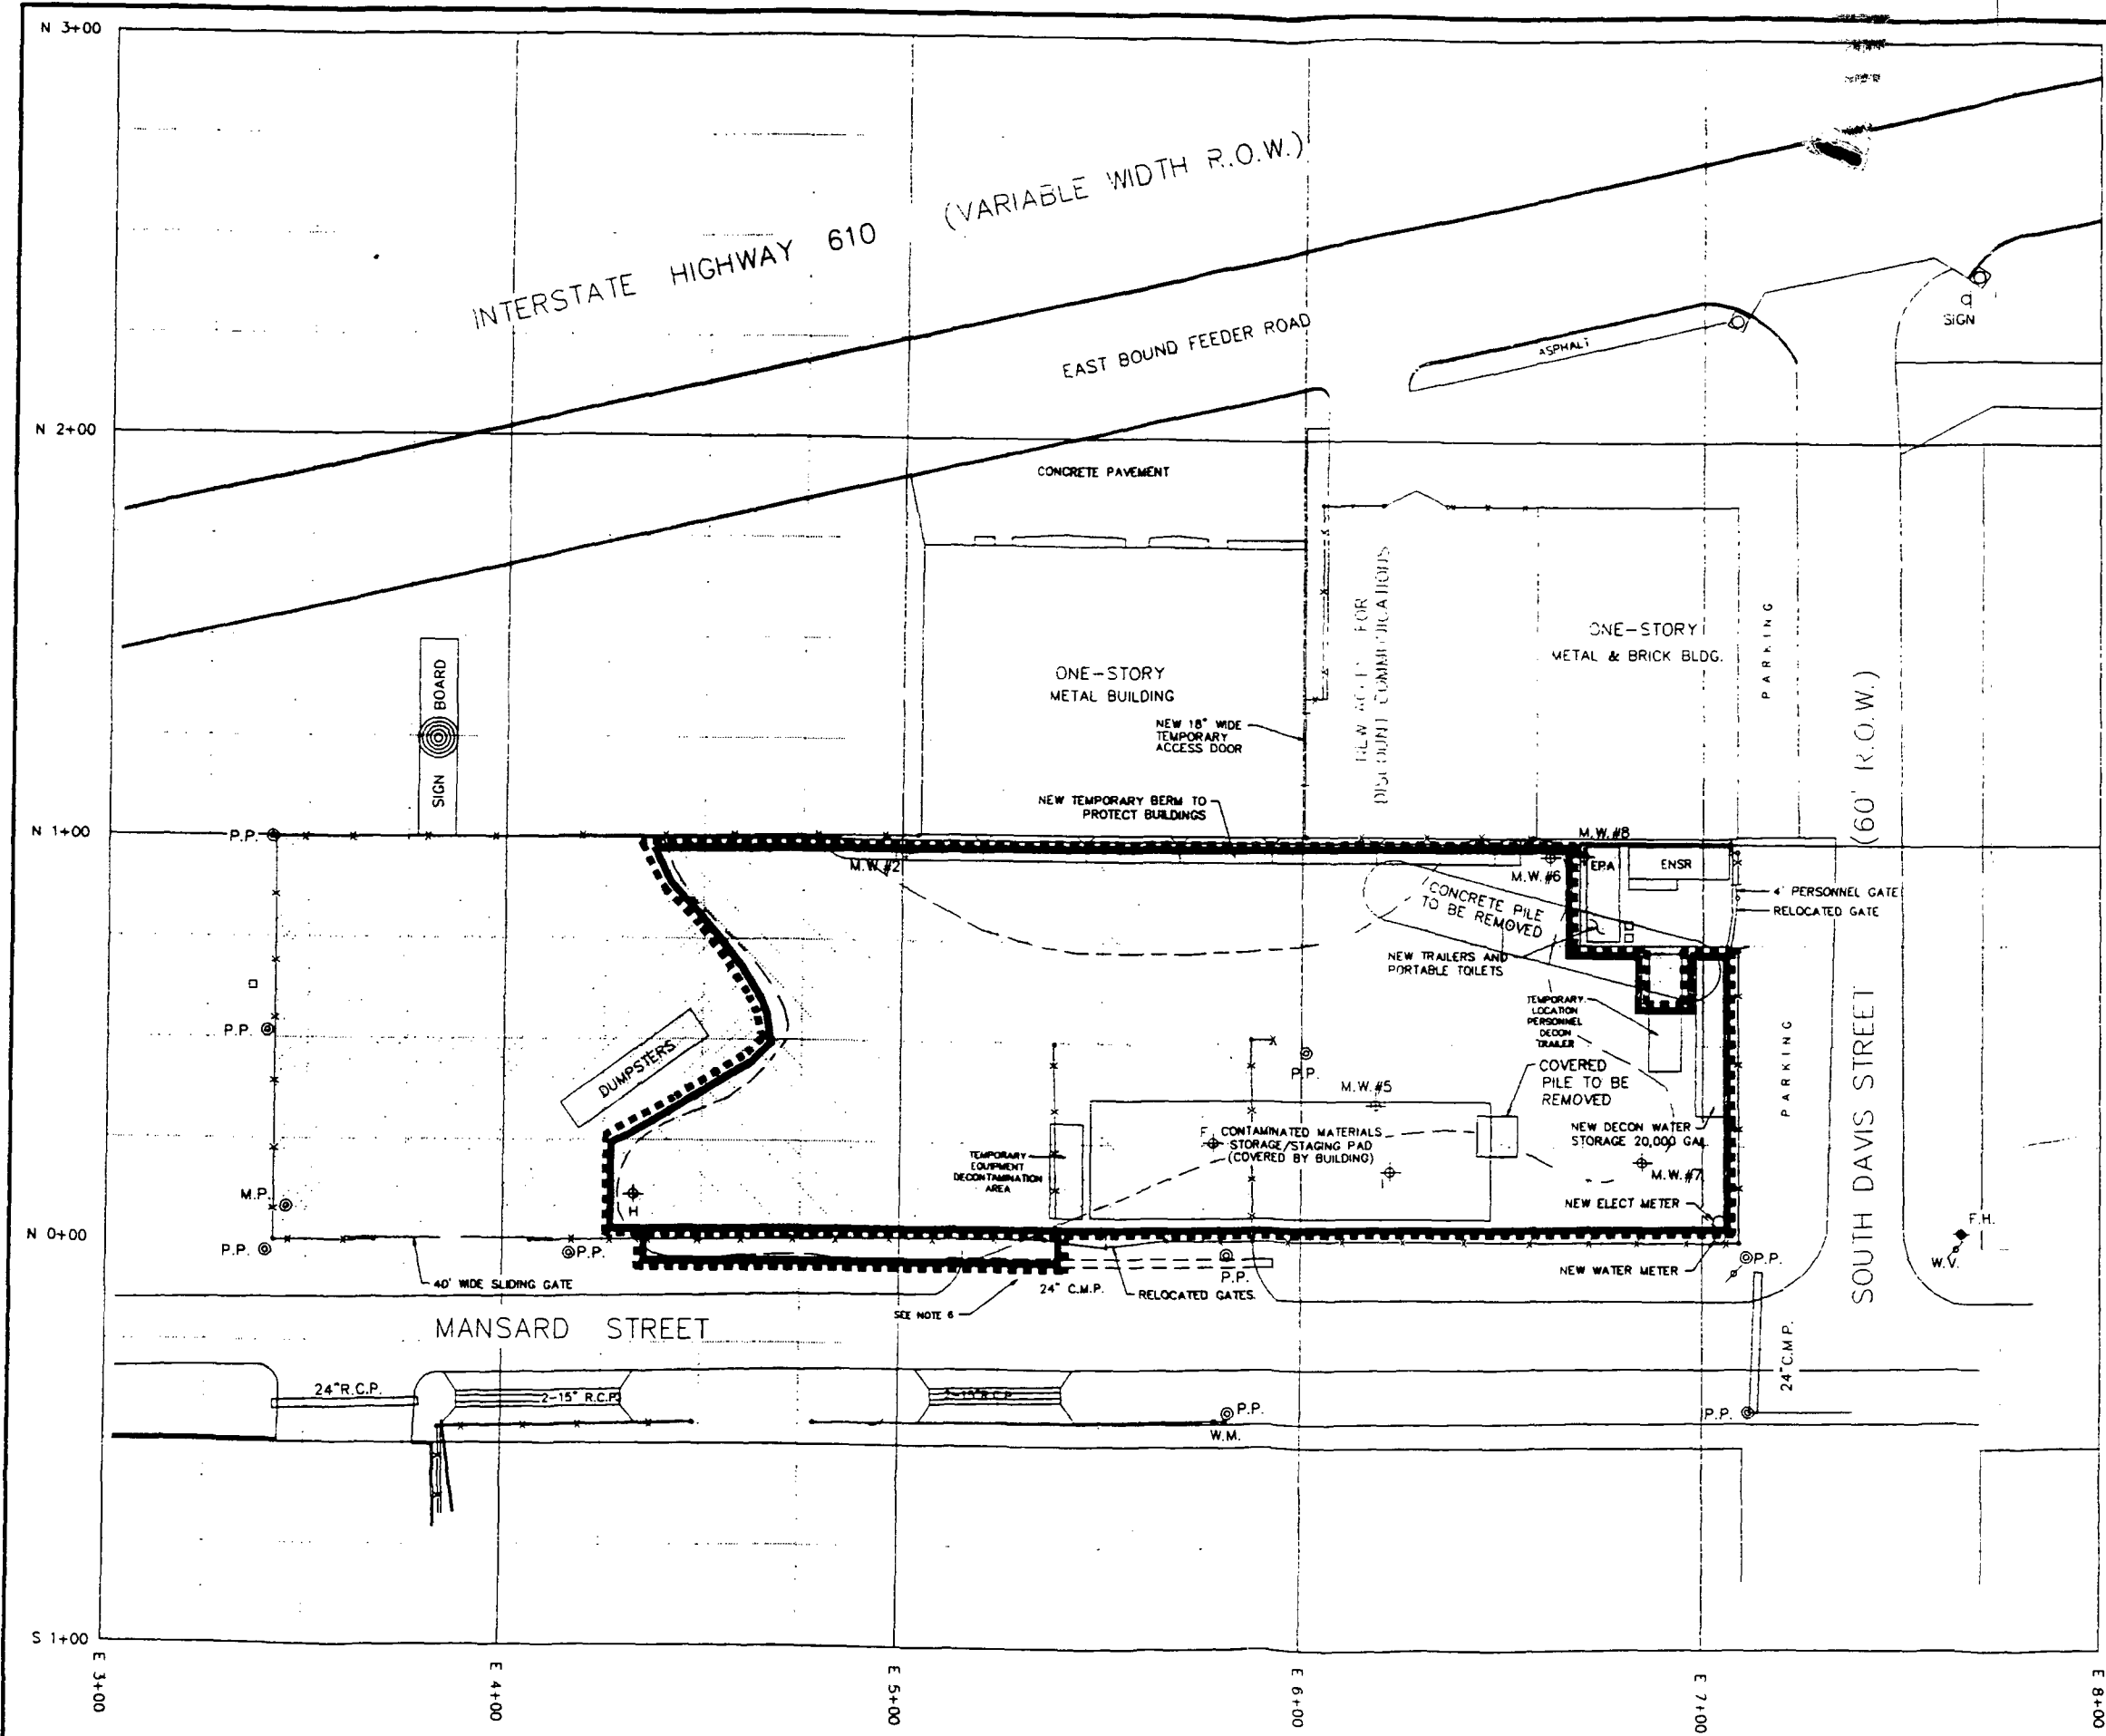 N 3+00
INTERSTATE HIGHWAY 610 (VARIABLE WIDTH R.O.W.)
EAST BOUND FEEDER ROAD
ASPHALT
SIGN
N 2+00
CONCRETE PAVEMENT
NEW FOR
DISCOUNT COMMUNICATIONS
ONE-STORY
METAL & BRICK BLDG.
PARKING
SIGN BOARD
ONE-STORY
METAL BUILDING
NEW 18" WIDE
TEMPORARY
ACCESS DOOR
NEW TEMPORARY BERM TO
PROTECT BUILDINGS
SOUTH DAVIS STREET (60' R.O.W.)
N 1+00
P.P.
M.W.#2
M.W.#8
M.W.#6
EPA
ENSR
4' PERSONNEL GATE
RELOCATED GATE
CONCRETE PILE
TO BE REMOVED
NEW TRAILERS AND
PORTABLE TOILETS
P.P.
DUMPSTERS
TEMPORARY
LOCATION
PERSONNEL
DECON
TRAILER
PARKING
P.P.
M.W.#5
COVERED
PILE TO BE
REMOVED
F
CONTAMINATED MATERIALS
STORAGE/STAGING PAD
(COVERED BY BUILDING)
NEW DECON WATER
STORAGE 20,000 GAL
TEMPORARY
EQUIPMENT
DECONTAMINATION
AREA
M.W.#7
M.P.
H
NEW ELECT METER
N 0+00
P.P.
P.P.
P.P.
P.P.
F.H.
W.V.
40' WIDE SLIDING GATE
24" C.M.P.
RELOCATED GATES
NEW WATER METER
SEE NOTE 6
MANSARD STREET
24"R.C.P.
2-15" R.C.P.
2-15" R.C.P.
P.P.
W.M.
P.P.
24"C.M.P.
S 1+00
E 3+00
E 4+00
E 5+00
E 6+00
E 7+00
E 8+00